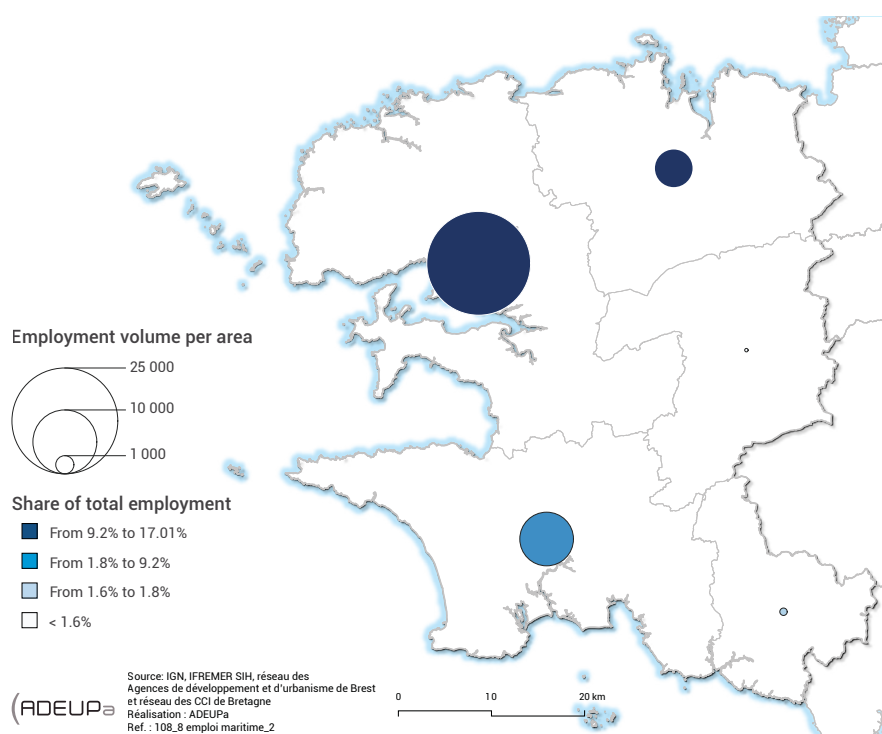 Employment volume per area
25 000
10 000
1 000
Share of total employment
From 9.2% to 17.01%
From 1.8% to 9.2%
From 1.6% to 1.8%
< 1.6%
(ADEUPa
Source: IGN, IFREMER SIH, réseau des
Agences de développement et d'urbanisme de Brest
et réseau des CCI de Bretagne
Réalisation : ADEUPa
Ref. : 108_8 emploi maritime_2
0 10 20 km